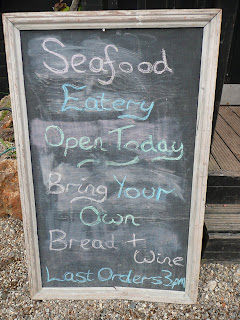 Seafood
Eatery
Open Today
Bring Your
Own
Bread +
Wine
Last Orders 3pm